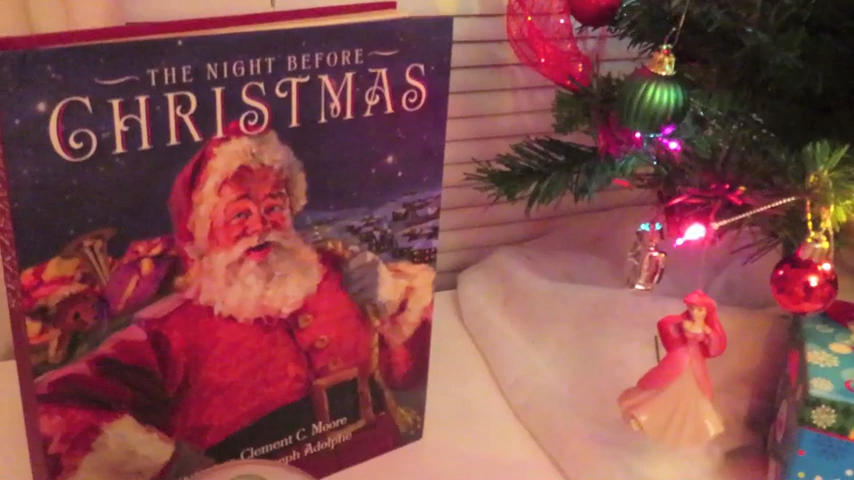 THE NIGHT BEFORE
CHRISTMAS
Clement C. Moore
Adolphe